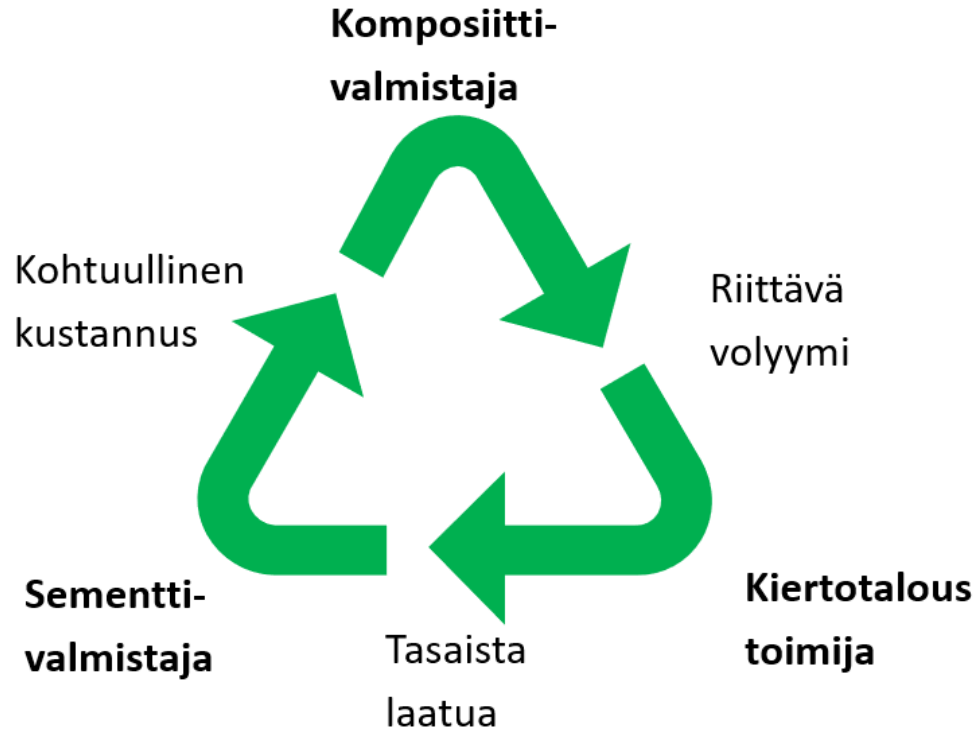 Komposiitti-
valmistaja
Kohtuullinen
kustannus
Riittävä
volyymi
Sementti-
valmistaja
Kiertotalous
toimija
Tasaista
laatua